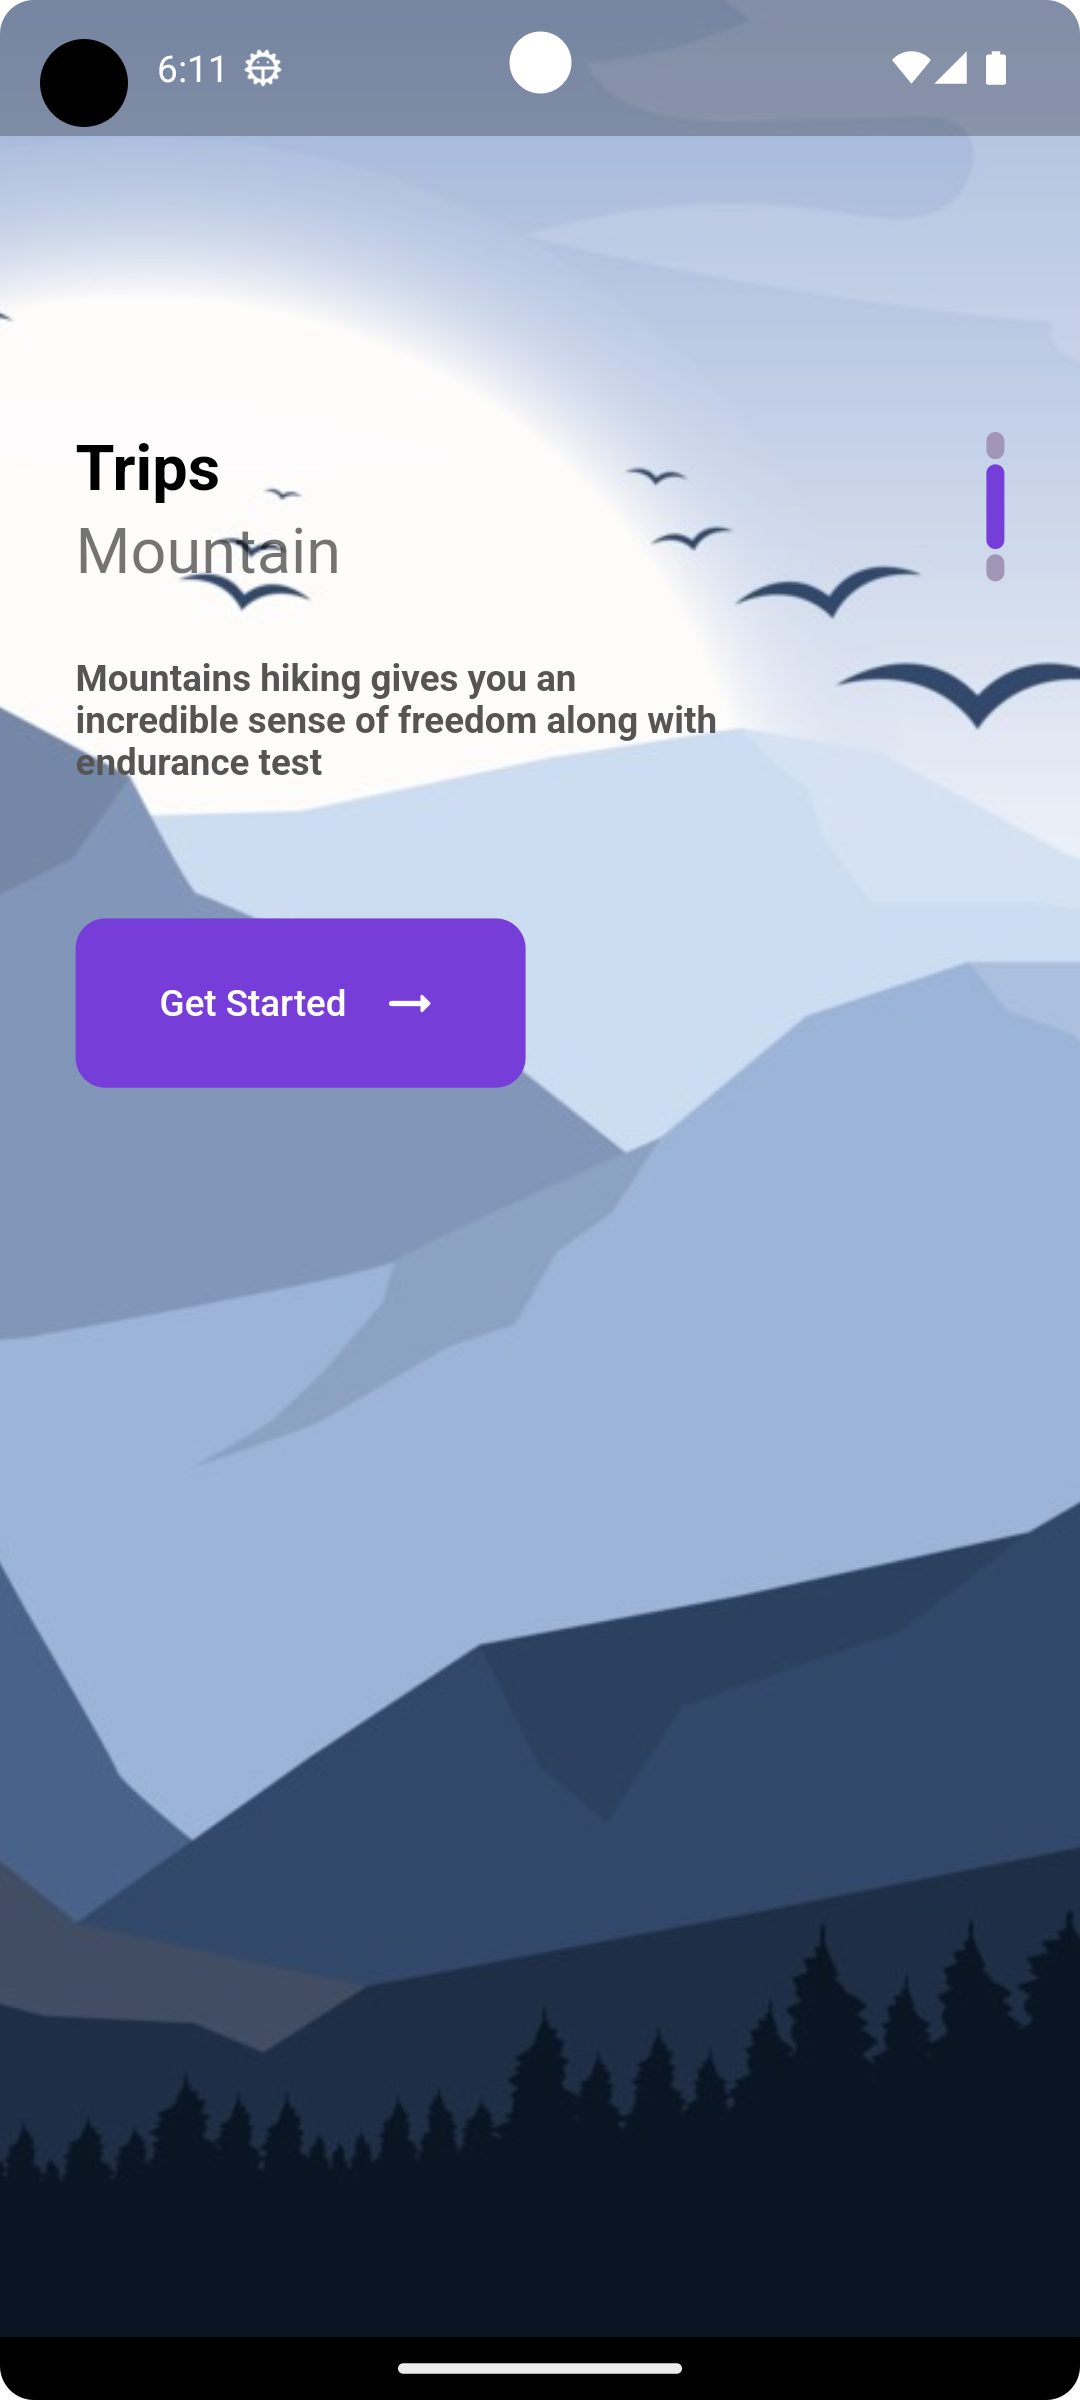 6:11
Trips
Mountain
Mountains hiking gives you an
incredible sense of freedom along with
endurance test
Get Started